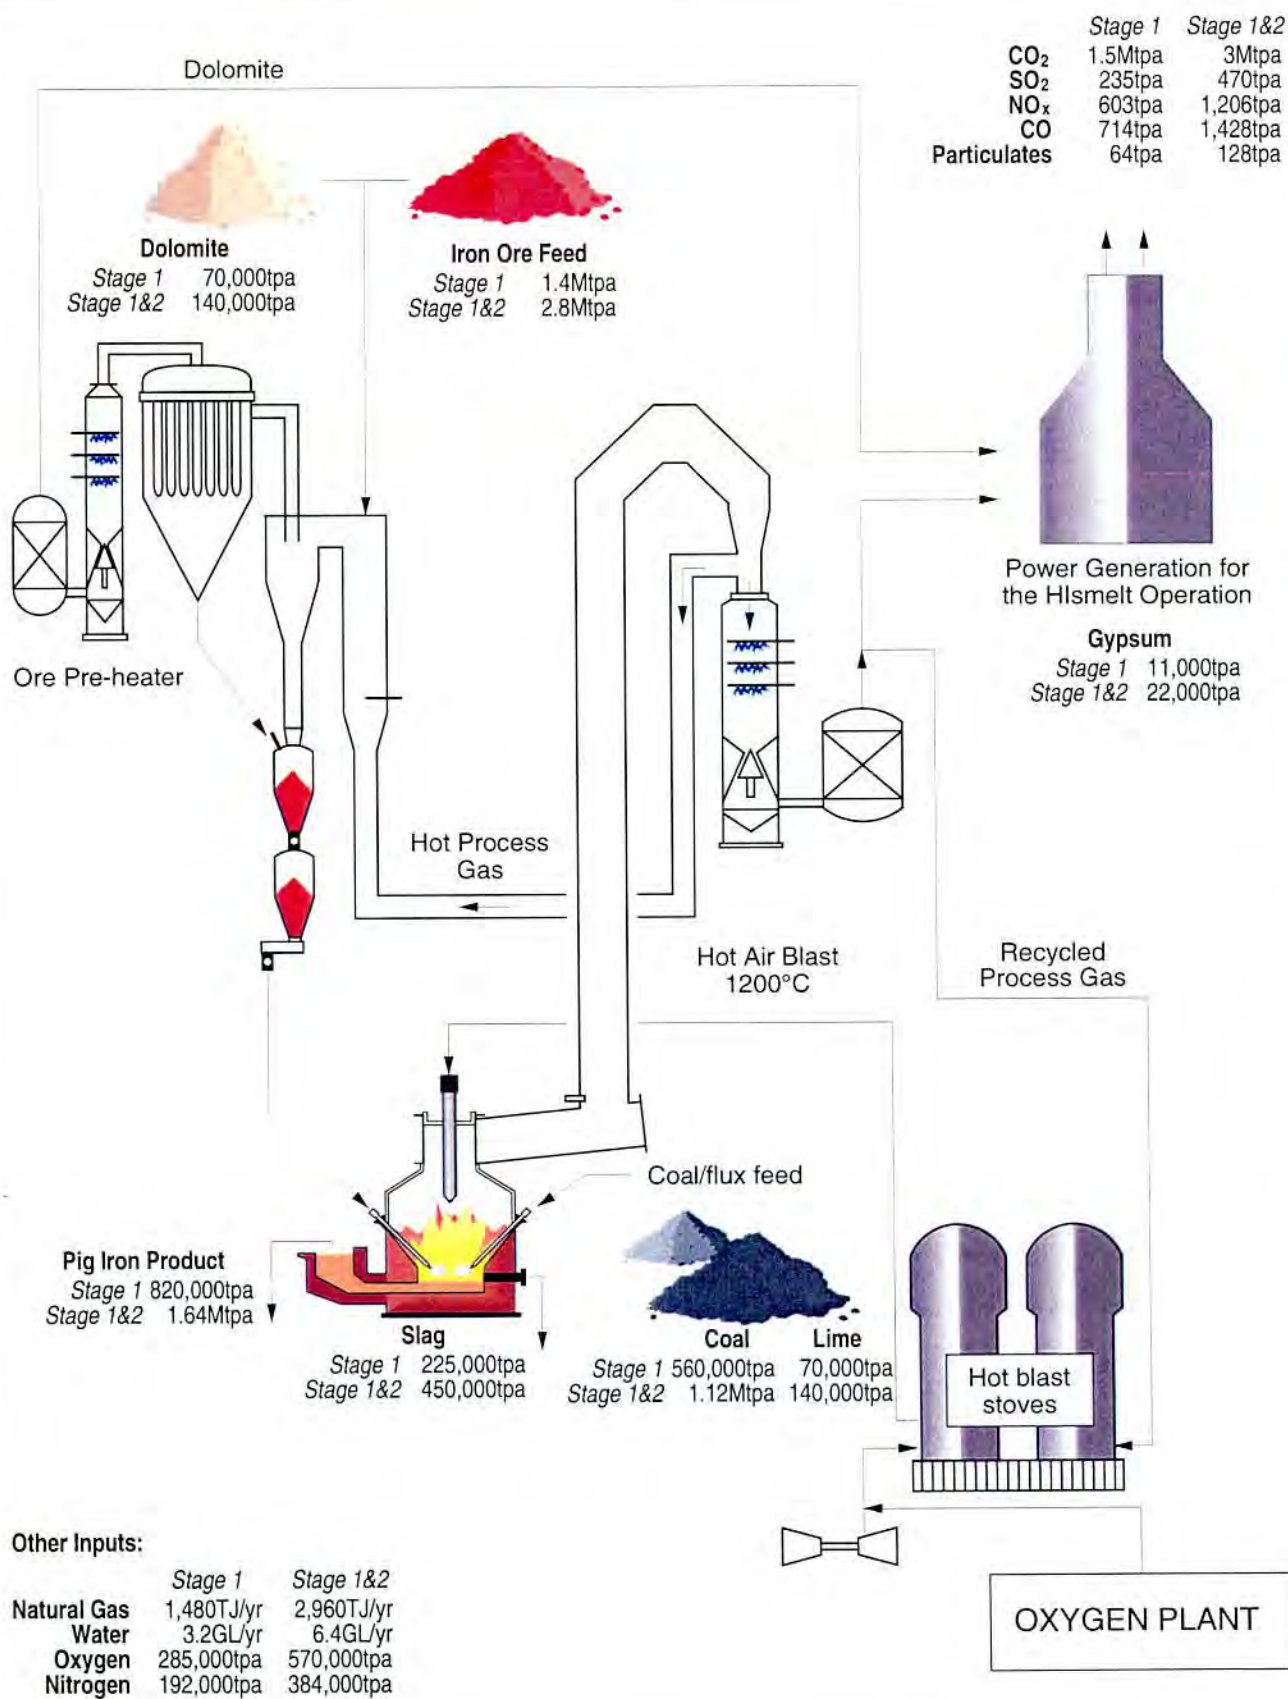 Stage 1 Stage 1&2
CO2 1.5Mtpa 3Mtpa
SO2 235tpa 470tpa
NOx 603tpa 1,206tpa
CO 714tpa 1,428tpa
Particulates 64tpa 128tpa
Dolomite
Dolomite
Stage 1 70,000tpa
Stage 1&2 140,000tpa
Iron Ore Feed
Stage 1 1.4Mtpa
Stage 1&2 2.8Mtpa
Power Generation for
the HIsmelt Operation
Gypsum
Stage 1 11,000tpa
Stage 1&2 22,000tpa
Ore Pre-heater
Hot Process
Gas
Hot Air Blast
1200°C
Recycled
Process Gas
Coal/flux feed
Pig Iron Product
Stage 1 820,000tpa
Stage 1&2 1.64Mtpa
Slag
Stage 1 225,000tpa
Stage 1&2 450,000tpa
Coal Lime
Stage 1 560,000tpa 70,000tpa
Stage 1&2 1.12Mtpa 140,000tpa
Hot blast
stoves
Other Inputs:
Stage 1 Stage 1&2
Natural Gas 1,480TJ/yr 2,960TJ/yr
Water 3.2GL/yr 6.4GL/yr
Oxygen 285,000tpa 570,000tpa
Nitrogen 192,000tpa 384,000tpa
OXYGEN PLANT